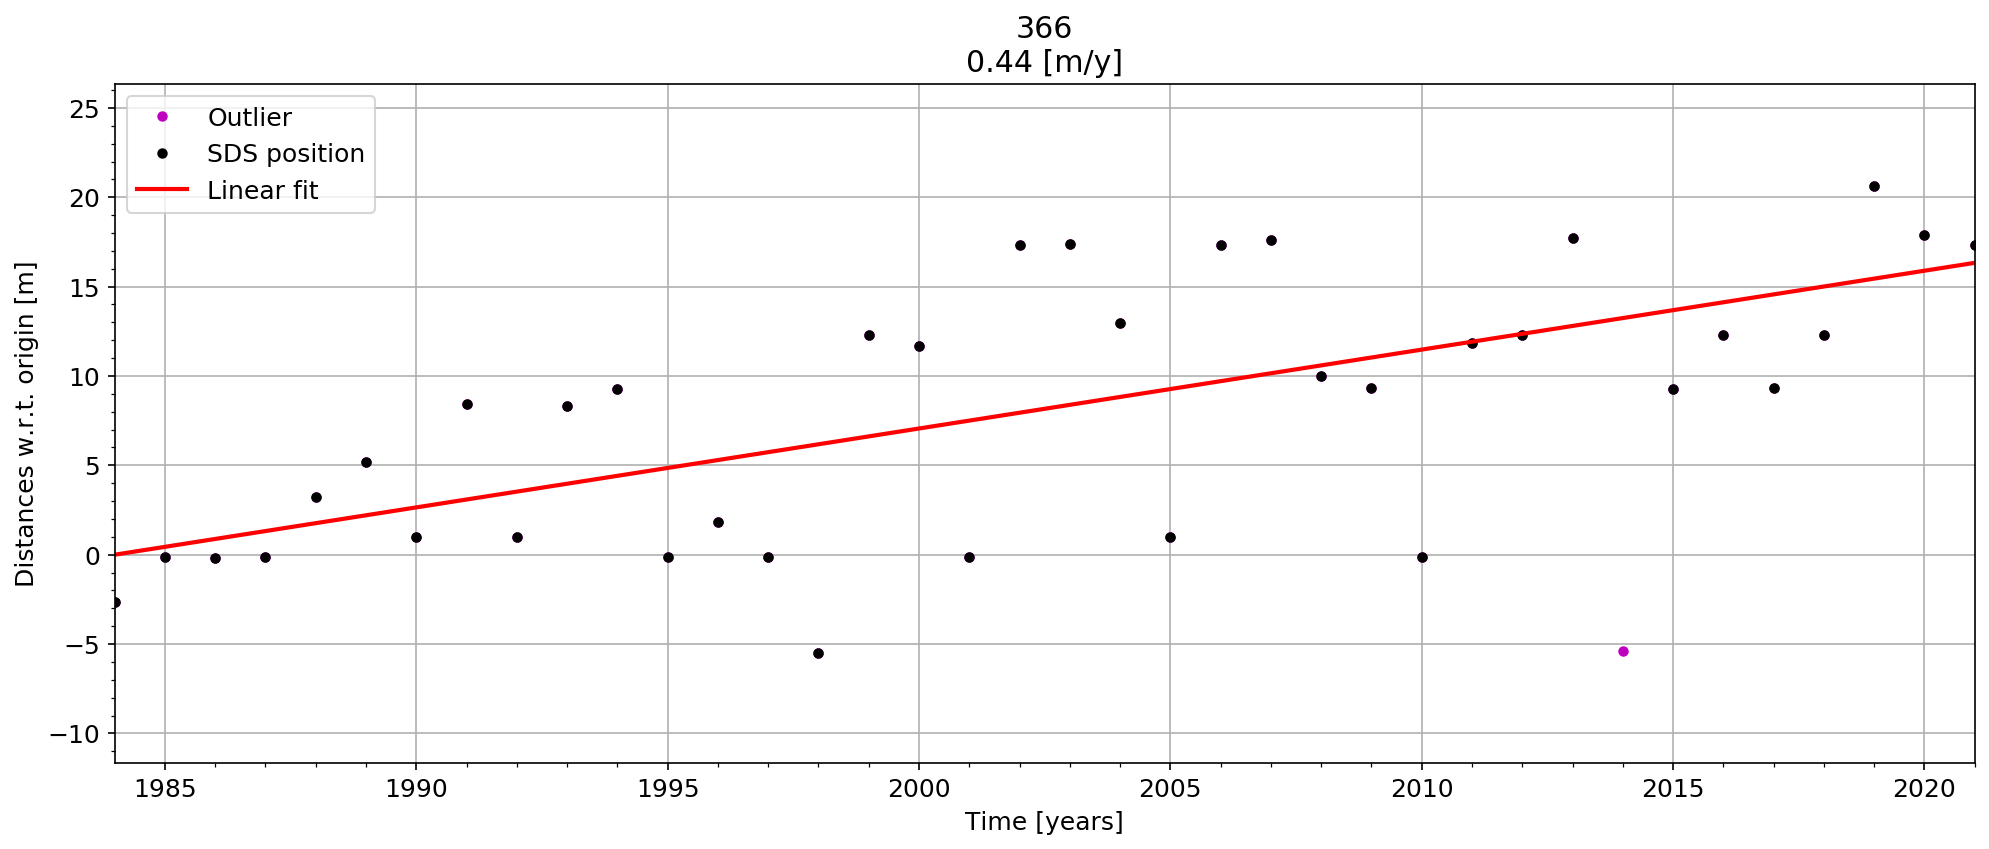 366
0.44 [m/y]
Outlier
SDS position
Linear fit
Distances w.r.t. origin [m]
25
20
15
10
5
0
−5
−10
1985 1990 1995 2000 2005 2010 2015 2020
Time [years]